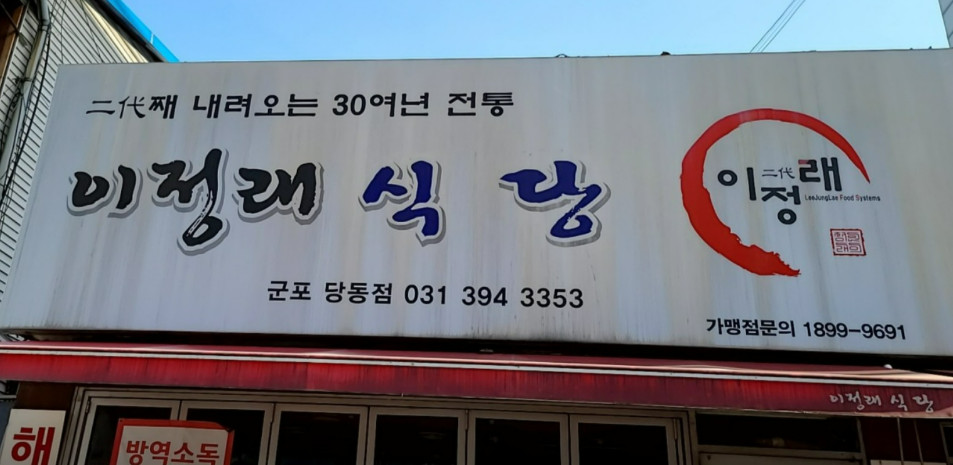 二代째 내려오는 30여년 전통
이정래 식당
군포 당동점 031 394 3353
二代
이정래
LeeJungLae Food Systems
가맹점문의 1899-9691
이정래 식당
해
방역소독